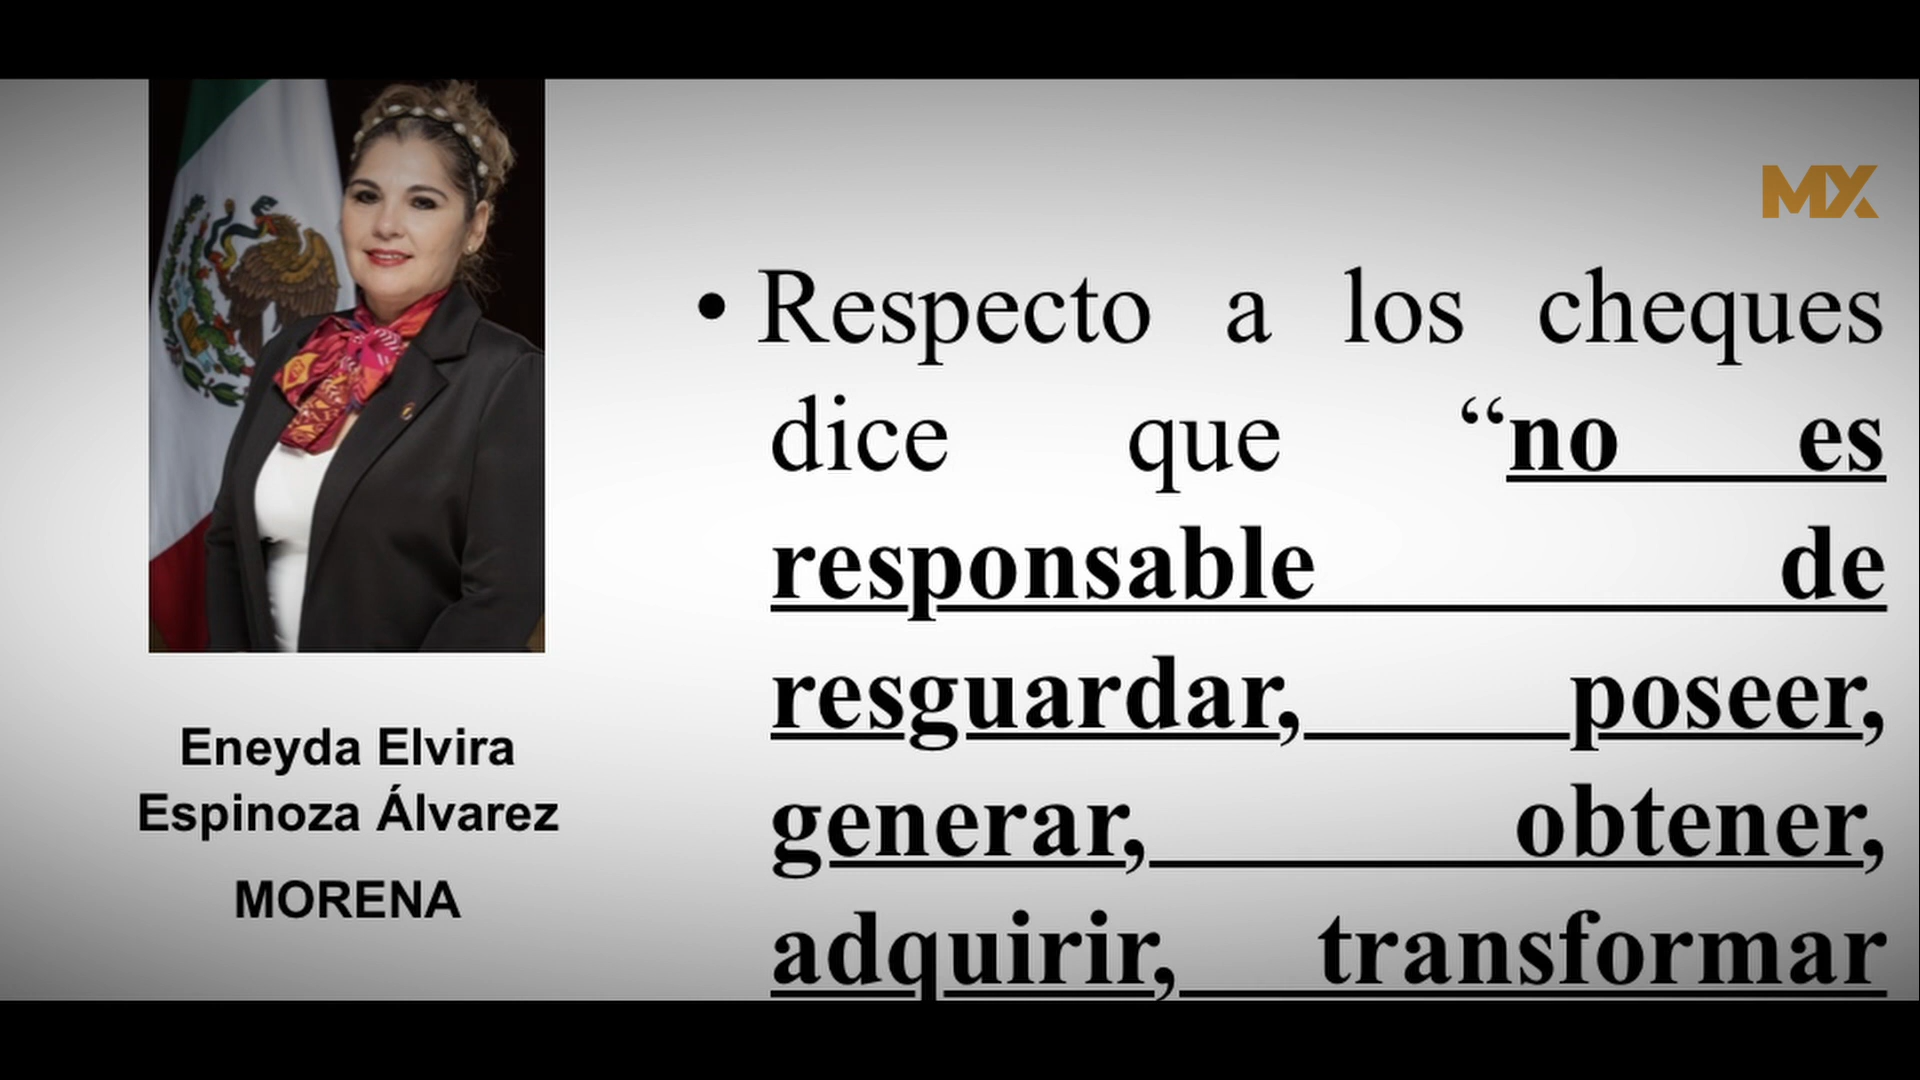 MX
• Respecto a los cheques
dice que “no es
responsable de
resguardar, poseer,
generar, obtener,
adquirir, transformar
Eneyda Elvira
Espinoza Álvarez
MORENA